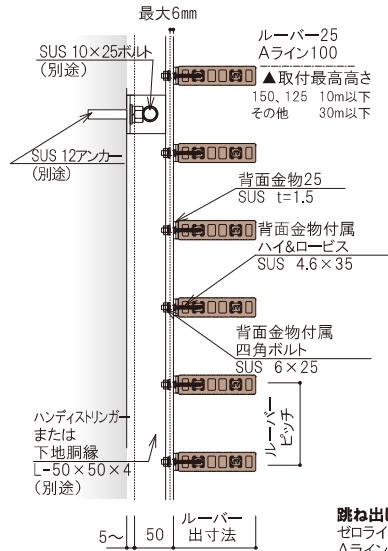 最大6mm
ルーバー25
Aライン100
▲取付最高高さ
150、125 10m以下
その他 30m以下
SUS 10×25ボルト
(別途)
SUS 12アンカー
(別途)
背面金物25
SUS t=1.5
背面金物付属
ハイ&ロービス
SUS 4.6×35
背面金物付属
四角ボルト
SUS 6×25
ルーバー
ピッチ
ハンディストリンガー
または
下地胴縁
L-50×50×4
(別途)
5~ 50
ルーバー
出寸法
跳ね出
ゼロライ